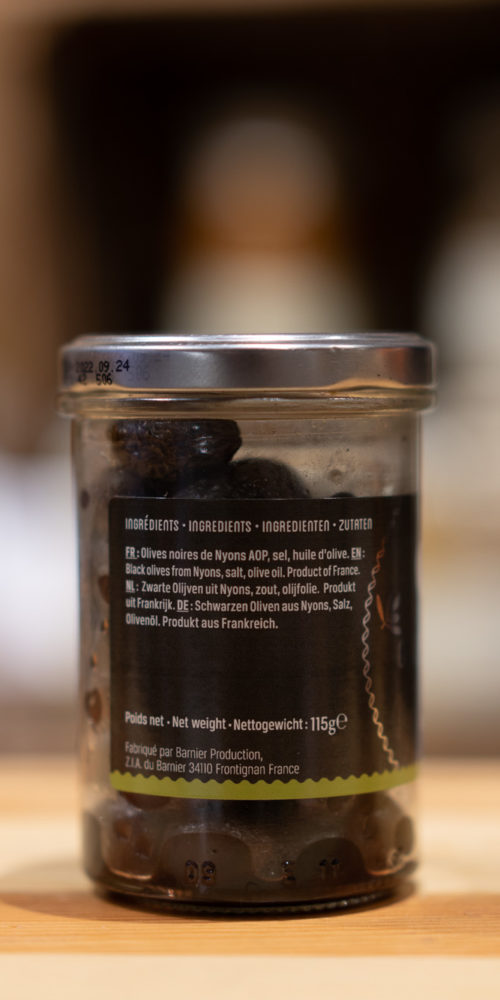 2022.09.24
506
INGRÉDIENTS • INGREDIENTS • INGREDIENTEN • ZUTATEN
FR : Olives noires de Nyons AOP, sel, huile d'olive. EN :
Black olives from Nyons, salt, olive oil. Product of France.
NL : Zwarte Olijven uit Nyons, zout, olijfolie. Produkt
uit Frankrijk. DE : Schwarzen Oliven aus Nyons, Salz,
Olivenöl. Produkt aus Frankreich.
Poids net • Net weight • Nettogewicht : 115g℮
Fabriqué par Barnier Production,
Z.I.A. du Barnier 34110 Frontignan France
09